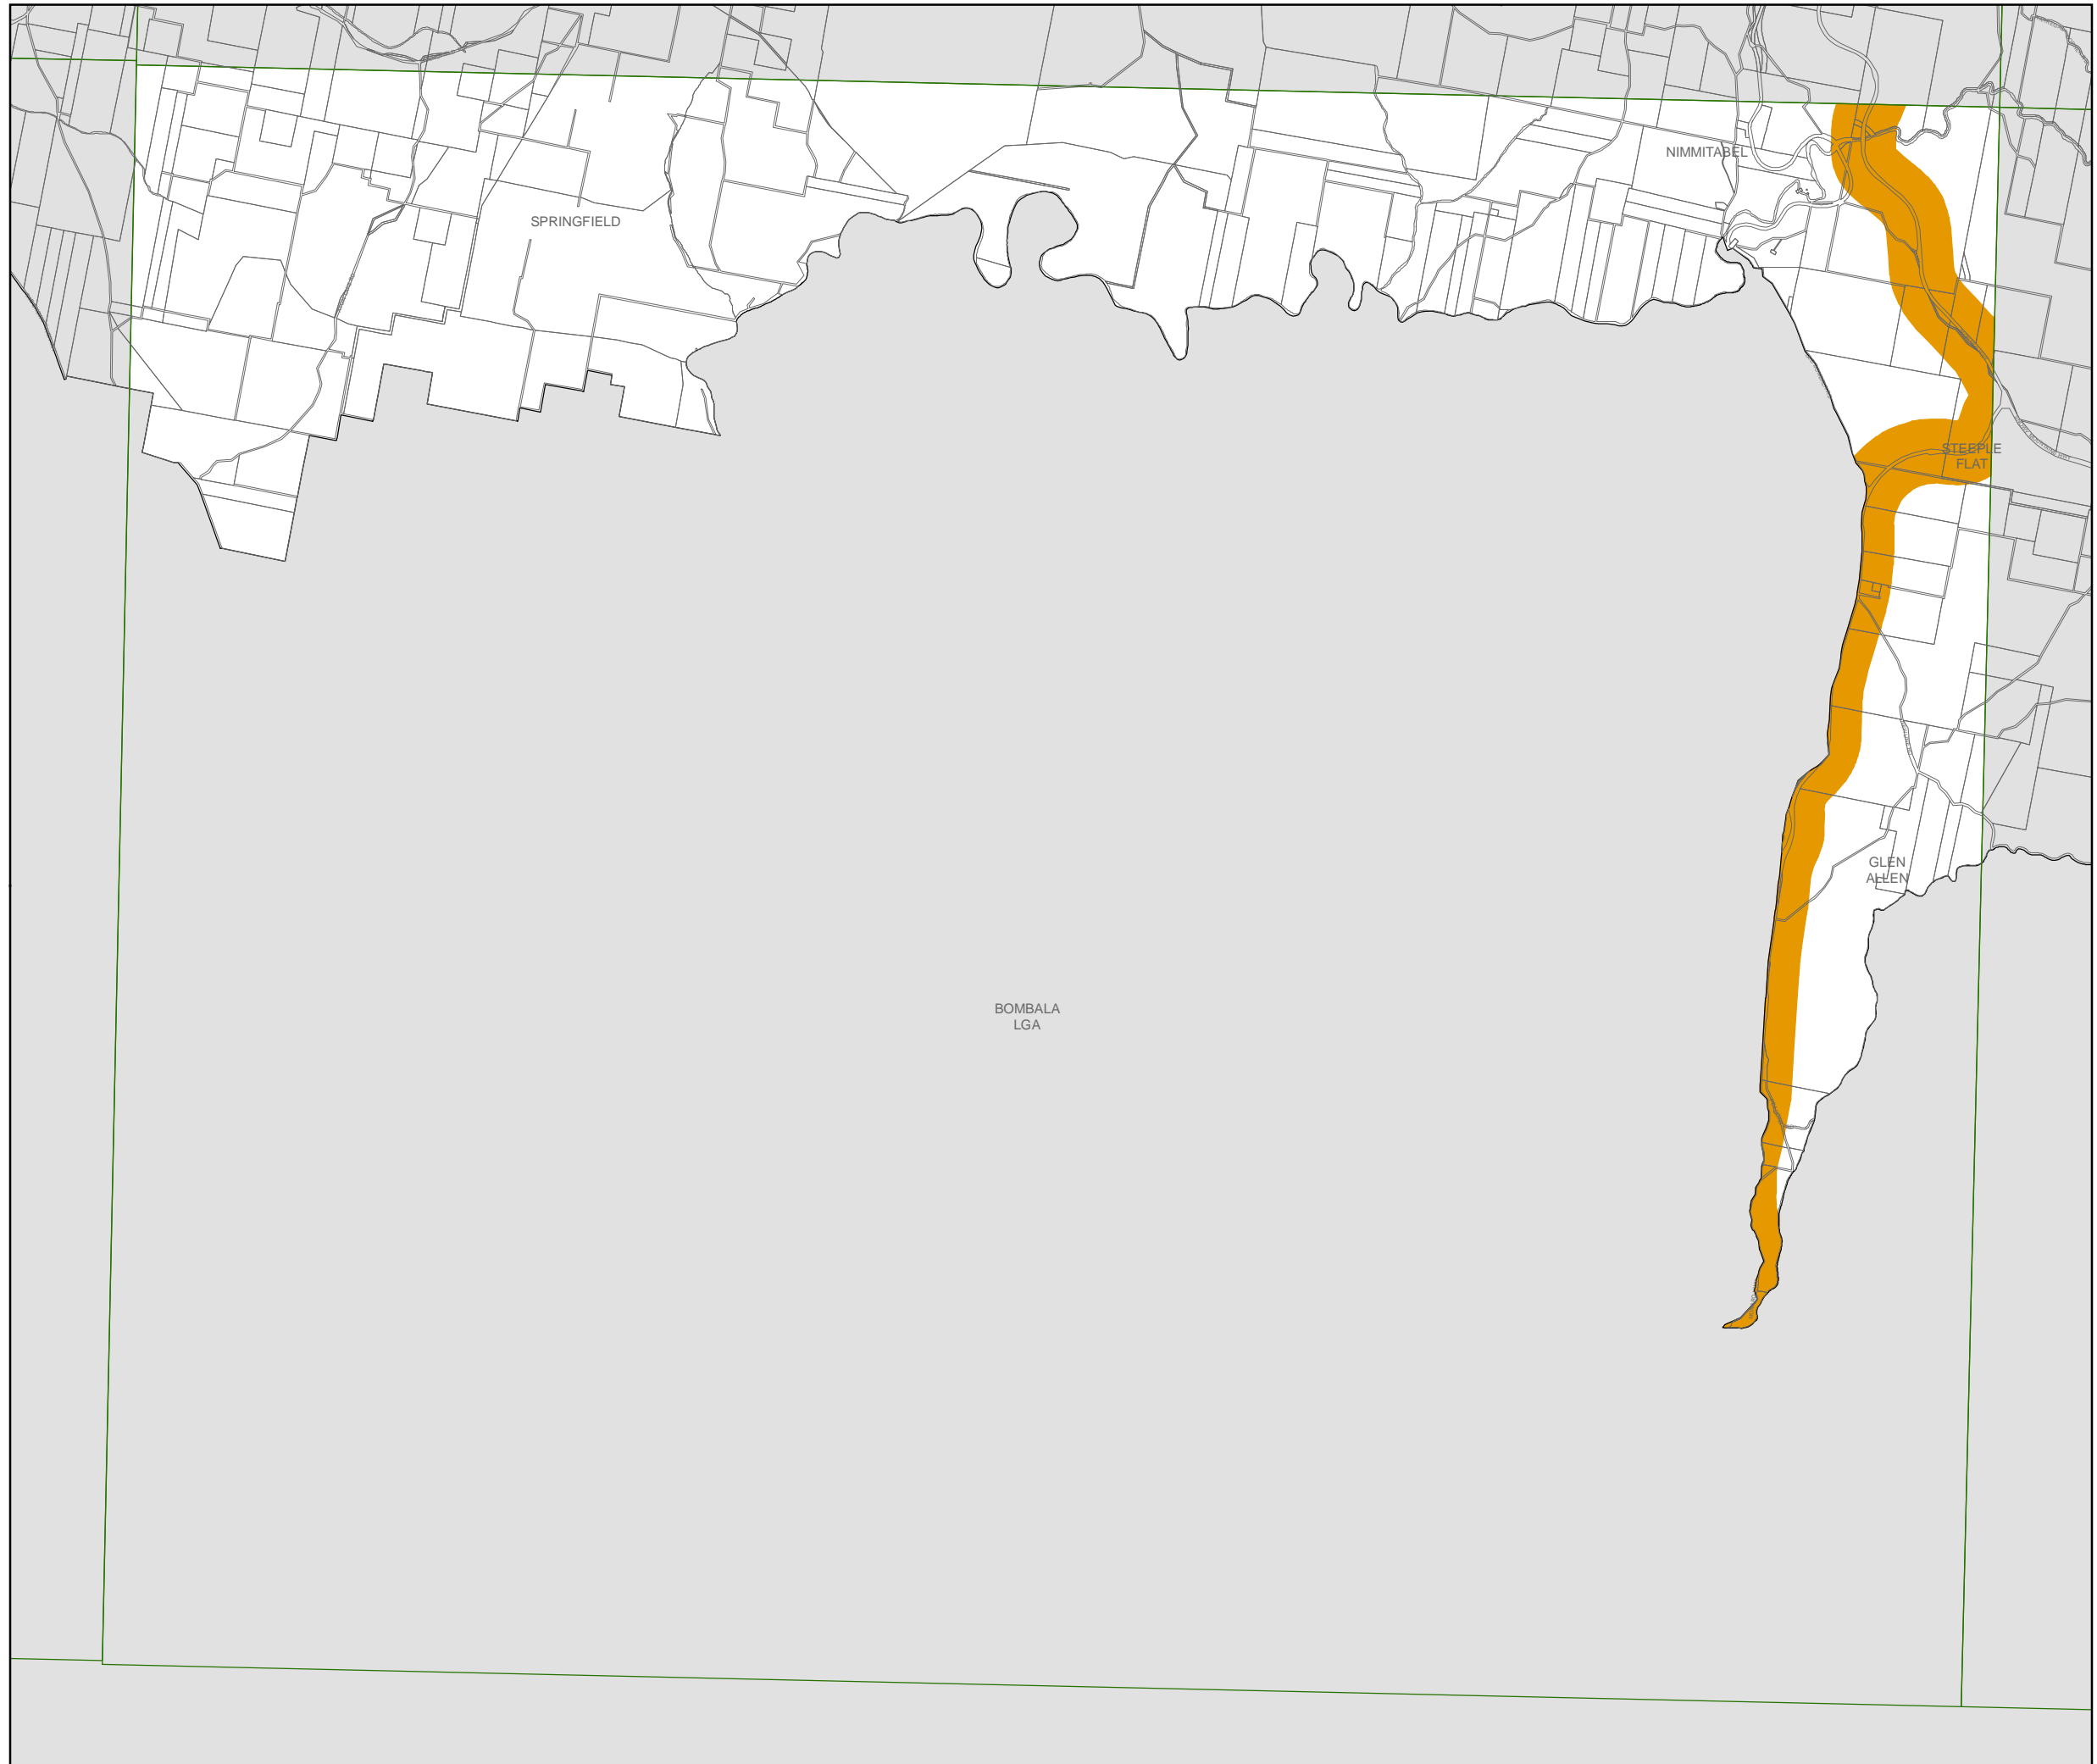 NIMMITABEL
SPRINGFIELD
STEEPLE
FLAT
GLEN
ALLEN
BOMBALA
LGA